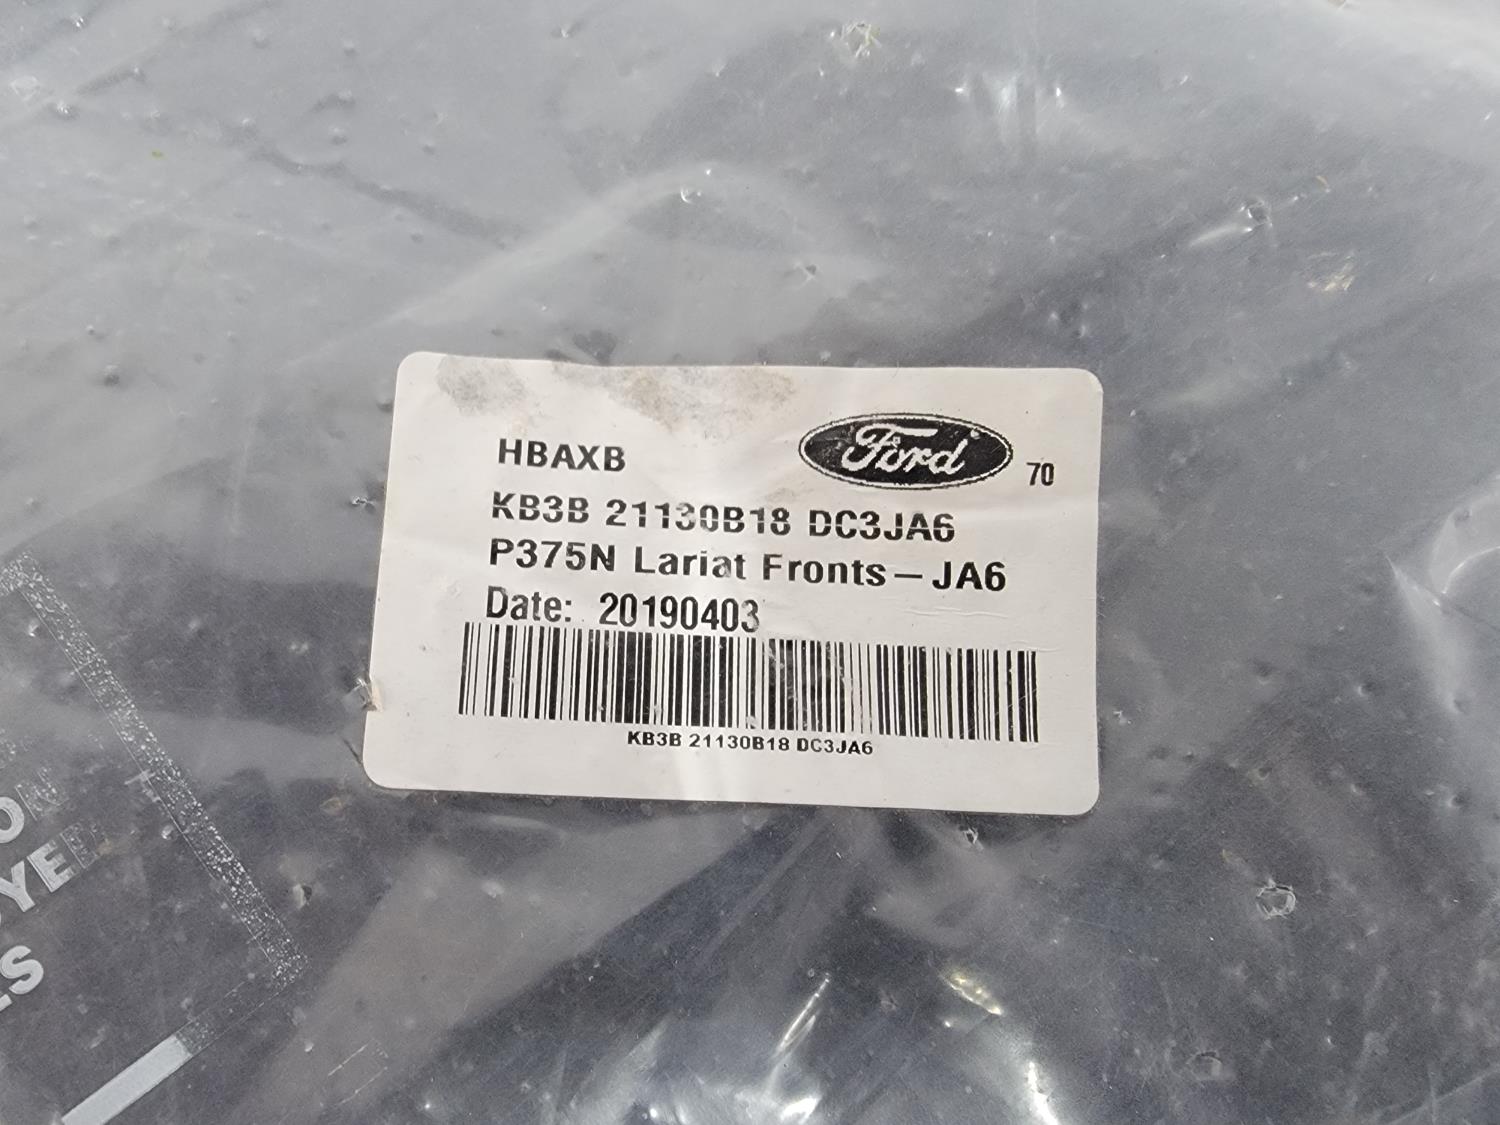 HBAXB
Ford
70
KB3B 21130B18 DC3JA6
P375N Lariat Fronts — JA6
Date: 20190403
KB3B 21130B18 DC3JA6